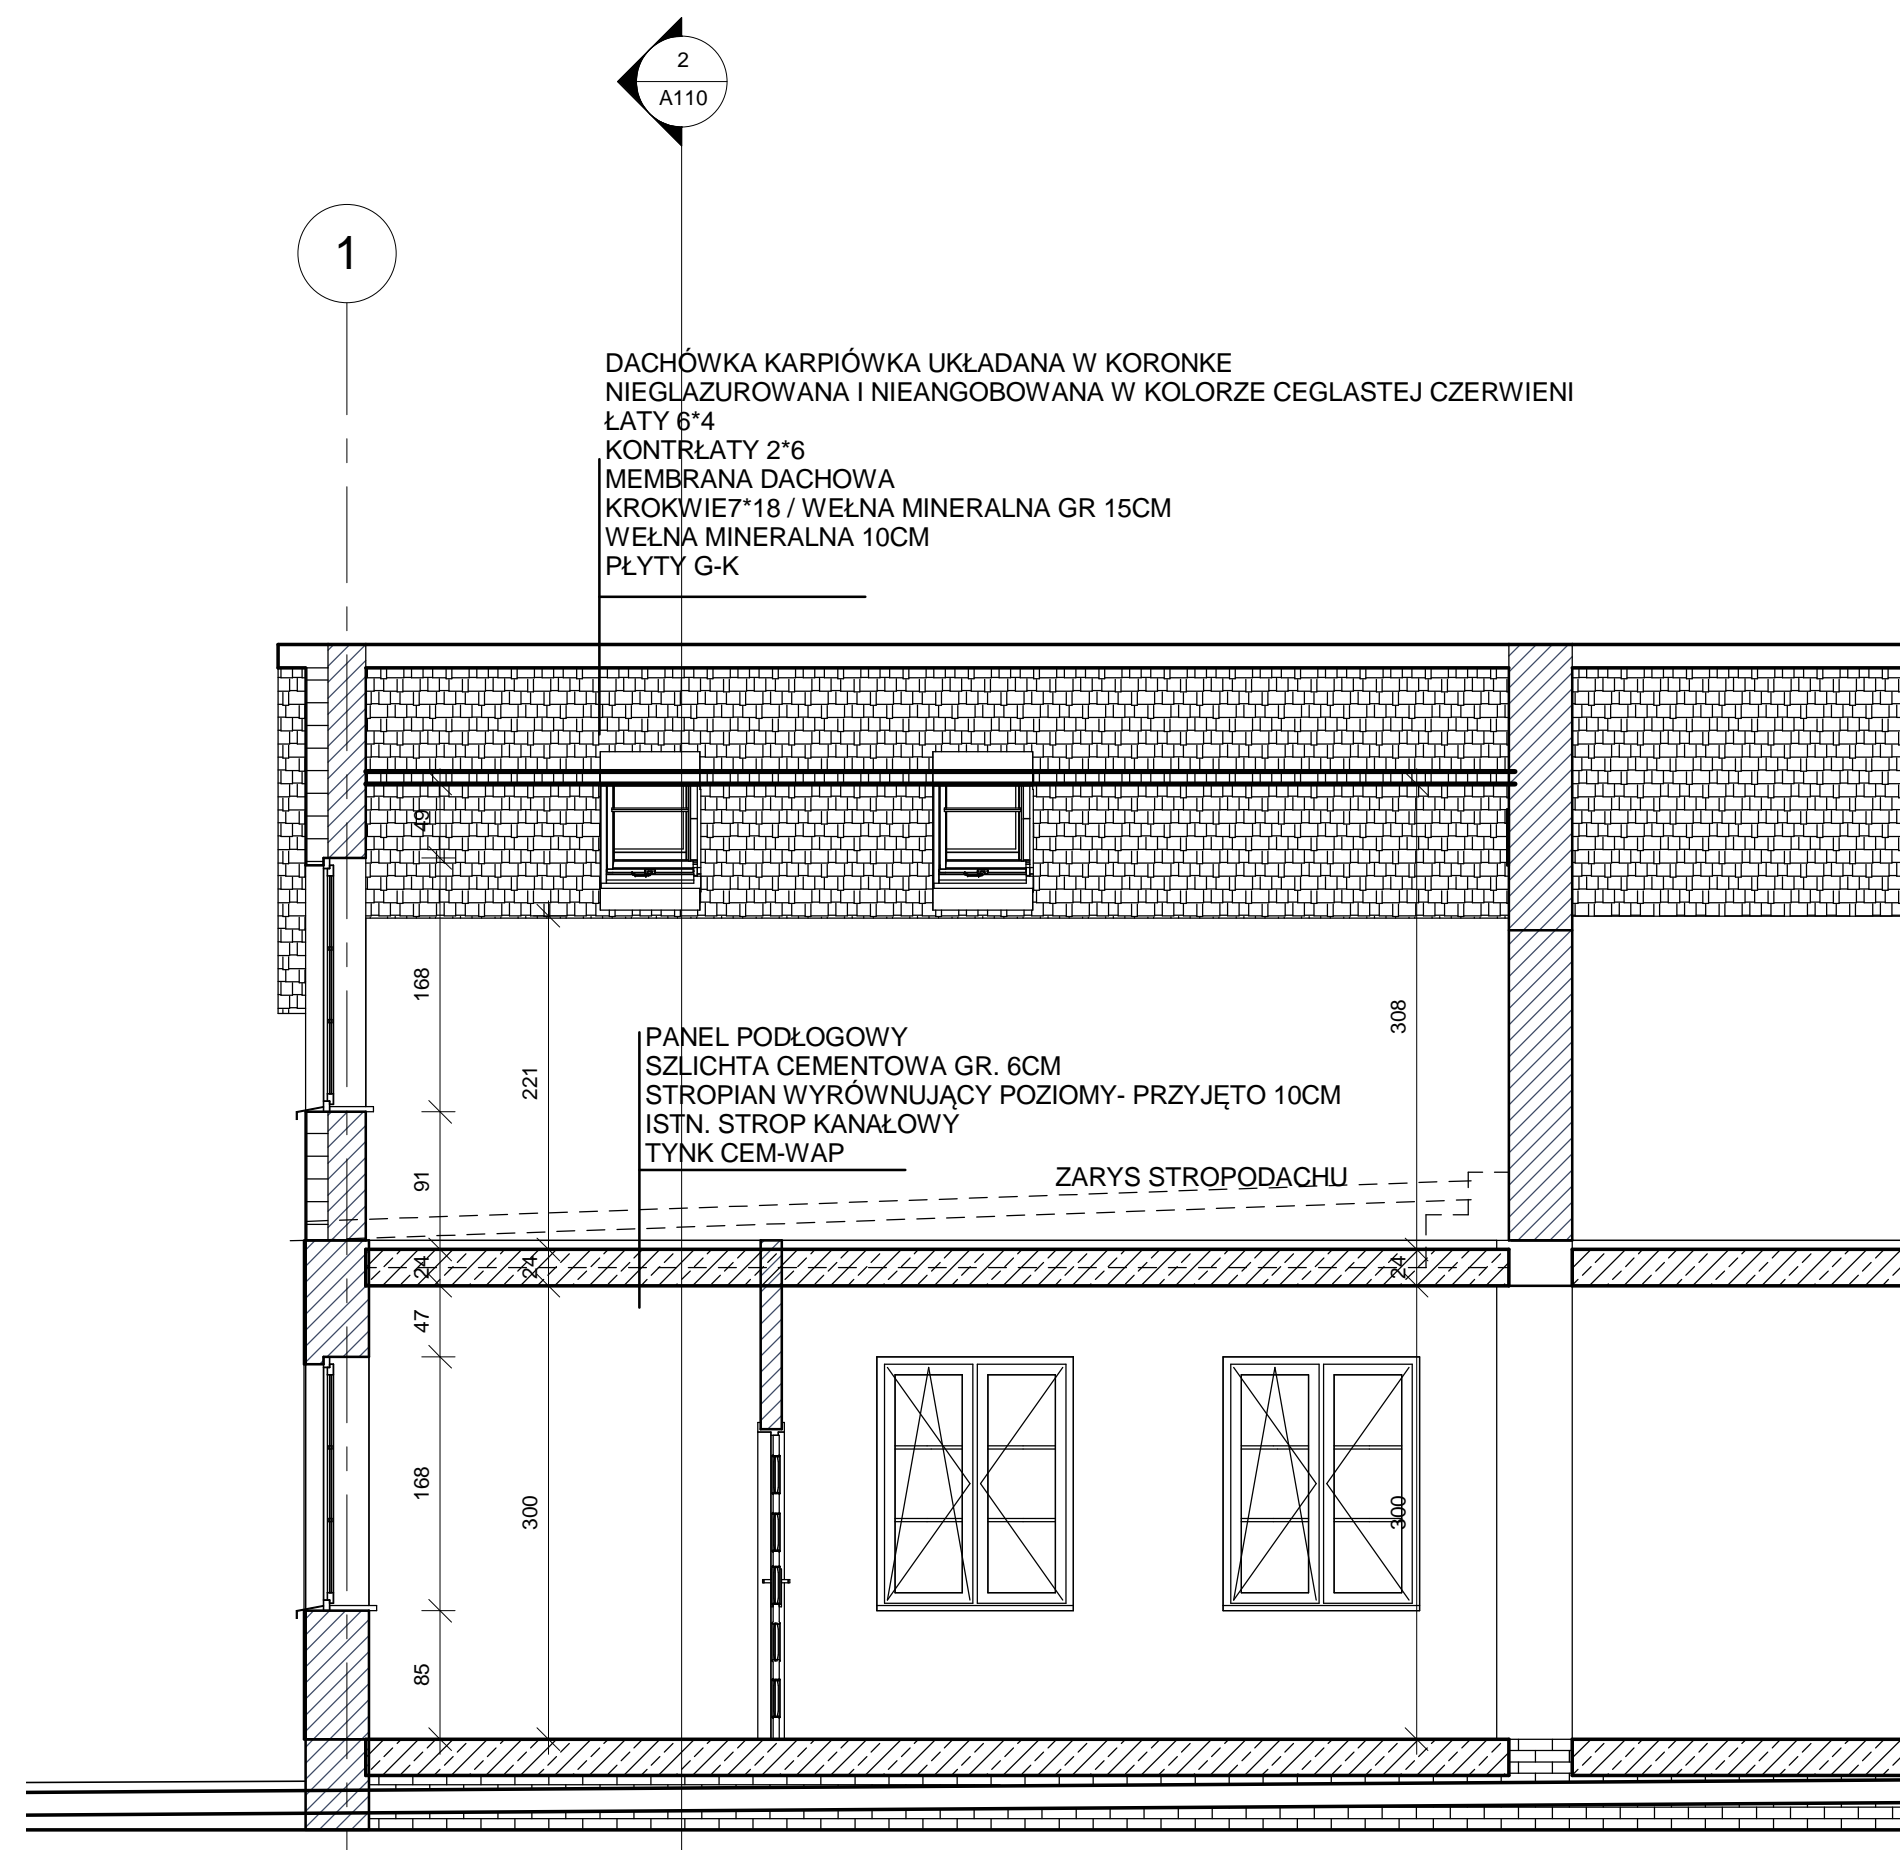 2
A110
1
DACHÓWKA KARPIÓWKA UKŁADANA W KORONKE
NIEGLAZUROWANA I NIEANGOBOWANA W KOLORZE CEGLASTEJ CZERWIENI
ŁATY 6*4
KONTRŁATY 2*6
MEMBRANA DACHOWA
KROKWIE7*18 / WEŁNA MINERALNA GR 15CM
WEŁNA MINERALNA 10CM
PŁYTY G-K
49
168
221
308
PANEL PODŁOGOWY
SZLICHTA CEMENTOWA GR. 6CM
STROPIAN WYRÓWNUJĄCY POZIOMY- PRZYJĘTO 10CM
ISTN. STROP KANAŁOWY
TYNK CEM-WAP
ZARYS STROPODACHU
91
24
24
24
47
168
300
300
85